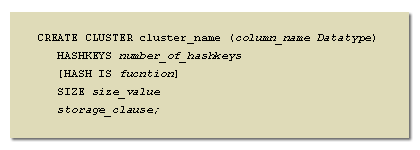 CREATE CLUSTER cluster_name (column_name Datatype)
HASHKEYS number_of_hashkeys
[HASH IS fucntion]
SIZE size_value
storage_clause;